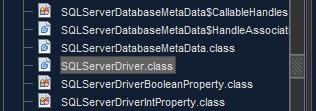 SQLServerDatabaseMetaData$CallableHandles
SQLServerDatabaseMetaData$HandleAssociat
SQLServerDatabaseMetaData.class
SQLServerDriver.class
SQLServerDriverBooleanProperty.class
SQLServerDriverIntProperty.class